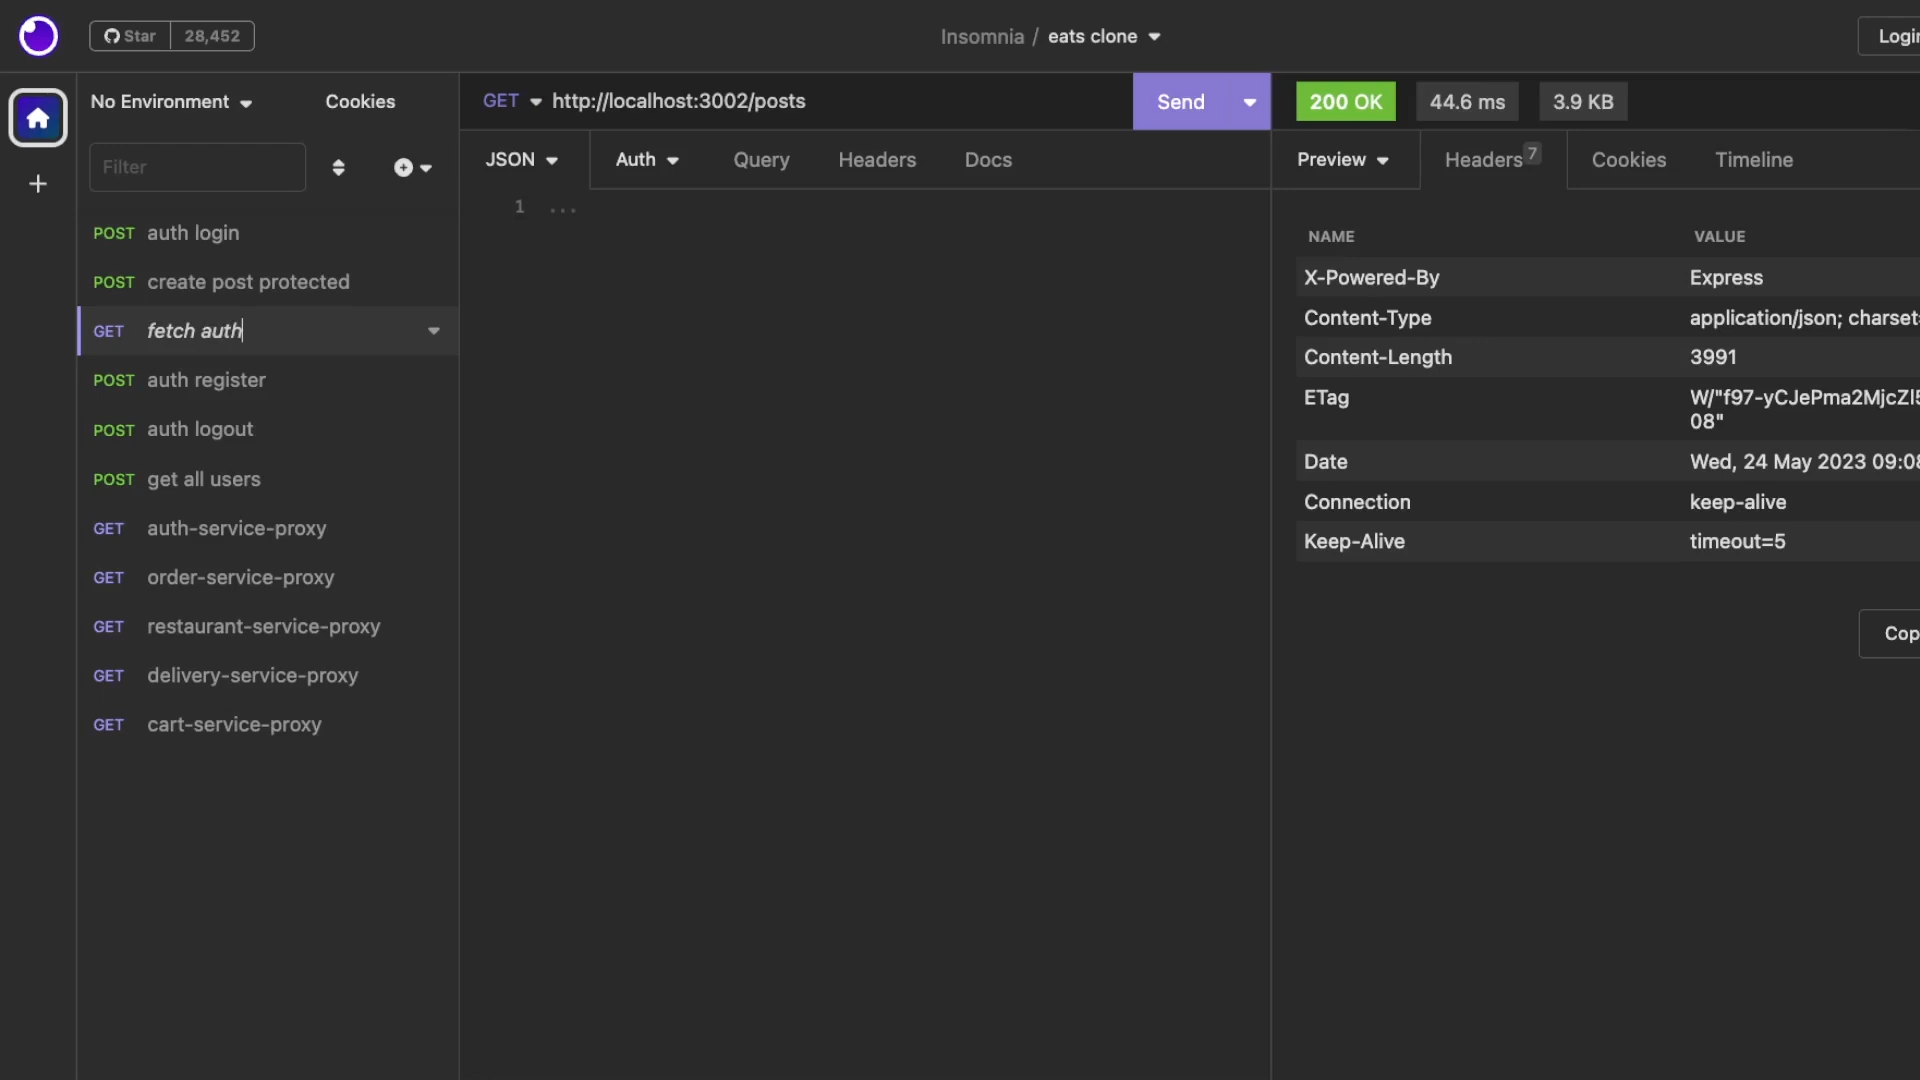 Star 28,452
Insomnia / eats clone
Login
No Environment
Cookies
GET http://localhost:3002/posts
Send
200 OK
44.6 ms
3.9 KB
Filter
JSON
Auth
Query
Headers
Docs
Preview
Headers 7
Cookies
Timeline
POST auth login
POST create post protected
GET fetch auth
POST auth register
POST auth logout
POST get all users
GET auth-service-proxy
GET order-service-proxy
GET restaurant-service-proxy
GET delivery-service-proxy
GET cart-service-proxy
1 ...
NAME VALUE
X-Powered-By Express
Content-Type application/json; charset=
Content-Length 3991
ETag W/"f97-yCJePma2MjcZl5
08"
Date Wed, 24 May 2023 09:08
Connection keep-alive
Keep-Alive timeout=5
Cop